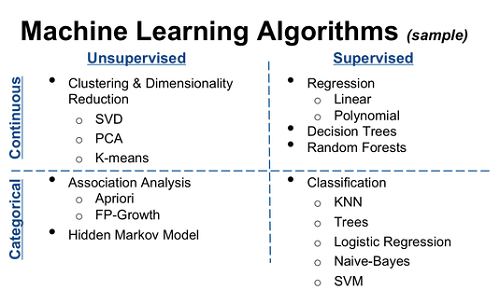 Machine Learning Algorithms (sample)
Unsupervised
Supervised
Continuous
• Clustering & Dimensionality
Reduction
o SVD
o PCA
o K-means
• Regression
o Linear
o Polynomial
• Decision Trees
• Random Forests
Categorical
• Association Analysis
o Apriori
o FP-Growth
• Hidden Markov Model
• Classification
o KNN
o Trees
o Logistic Regression
o Naive-Bayes
o SVM